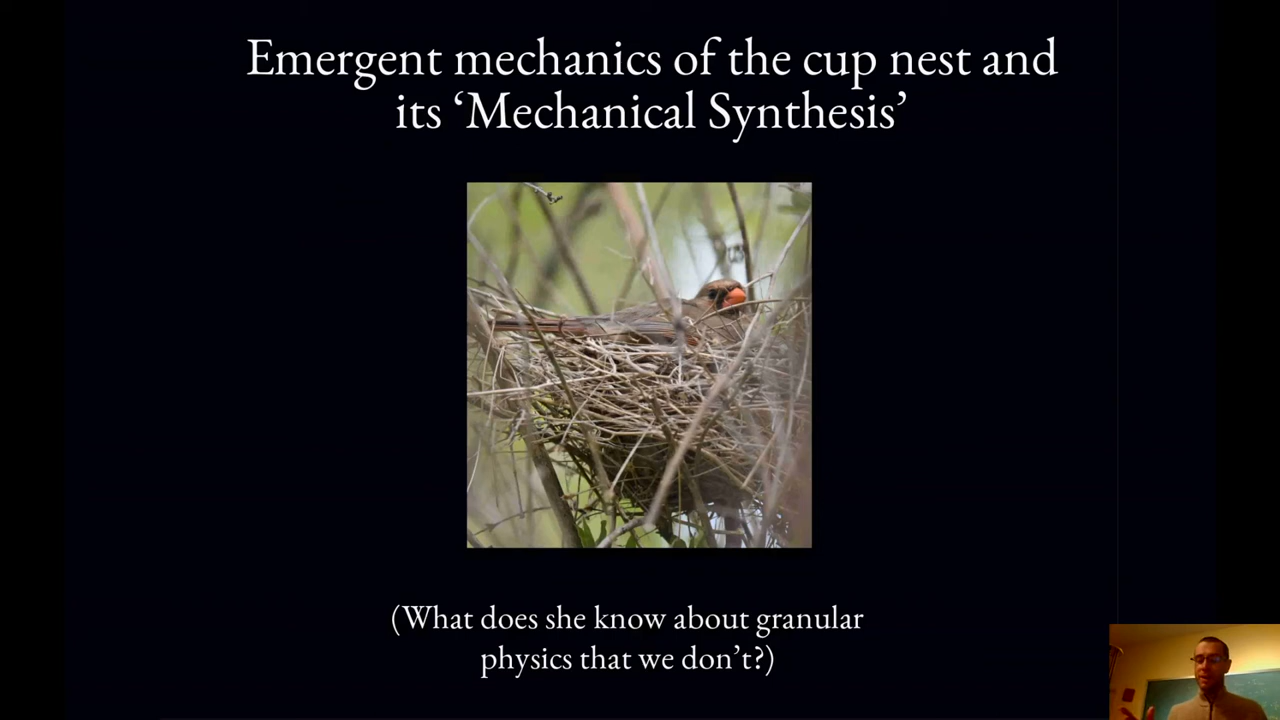 Emergent mechanics of the cup nest and
its ‘Mechanical Synthesis’
(What does she know about granular
physics that we don’t?)